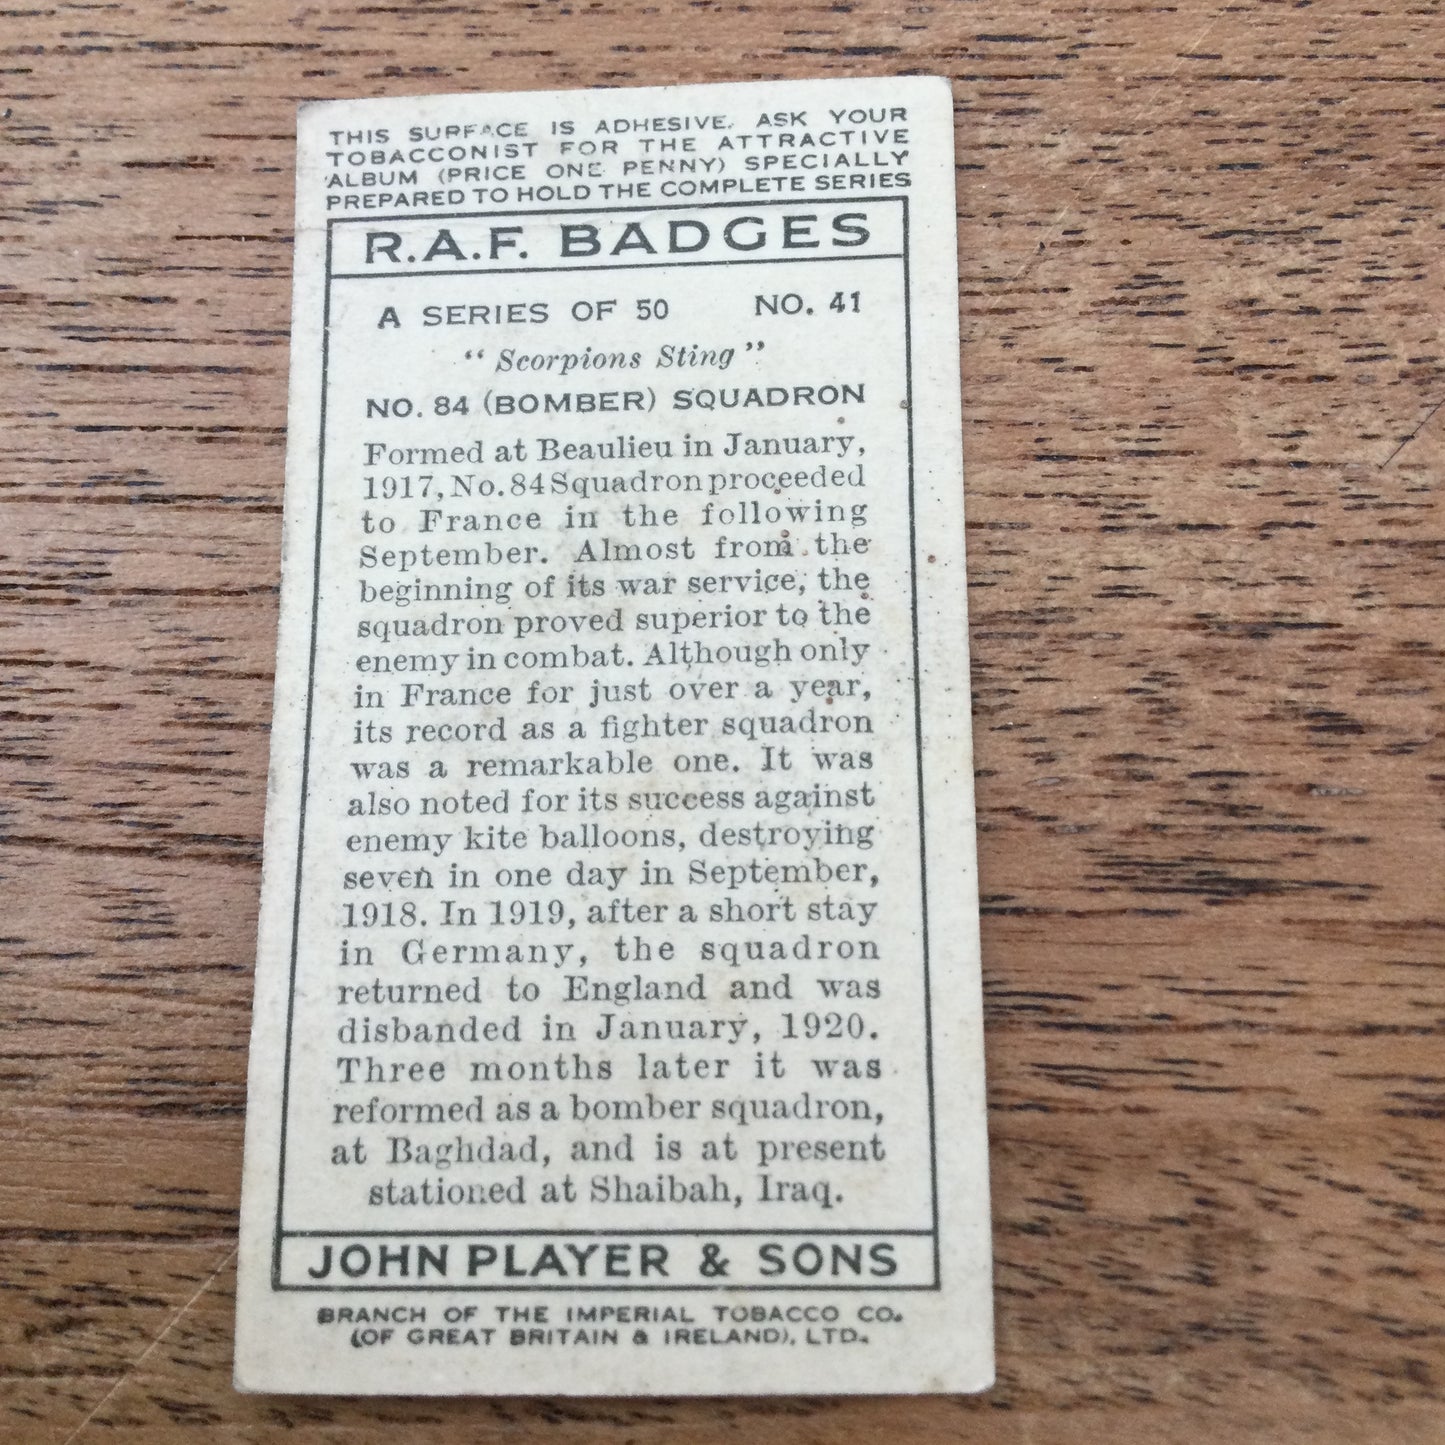 THIS SURFACE IS ADHESIVE. ASK YOUR
TOBACCONIST FOR THE ATTRACTIVE
ALBUM (PRICE ONE PENNY) SPECIALLY
PREPARED TO HOLD THE COMPLETE SERIES
R.A.F. BADGES
A SERIES OF 50 NO. 41
"Scorpions Sting"
NO. 84 (BOMBER) SQUADRON
Formed at Beaulieu in January,
1917, No. 84 Squadron proceeded
to France in the following
September. Almost from the
beginning of its war service, the
squadron proved superior to the
enemy in combat. Although only
in France for just over a year,
its record as a fighter squadron
was a remarkable one. It was
also noted for its success against
enemy kite balloons, destroying
seven in one day in September,
1918. In 1919, after a short stay
in Germany, the squadron
returned to England and was
disbanded in January, 1920.
Three months later it was
reformed as a bomber squadron,
at Baghdad, and is at present
stationed at Shaibah, Iraq.
JOHN PLAYER & SONS
BRANCH OF THE IMPERIAL TOBACCO CO.
(OF GREAT BRITAIN & IRELAND), LTD.